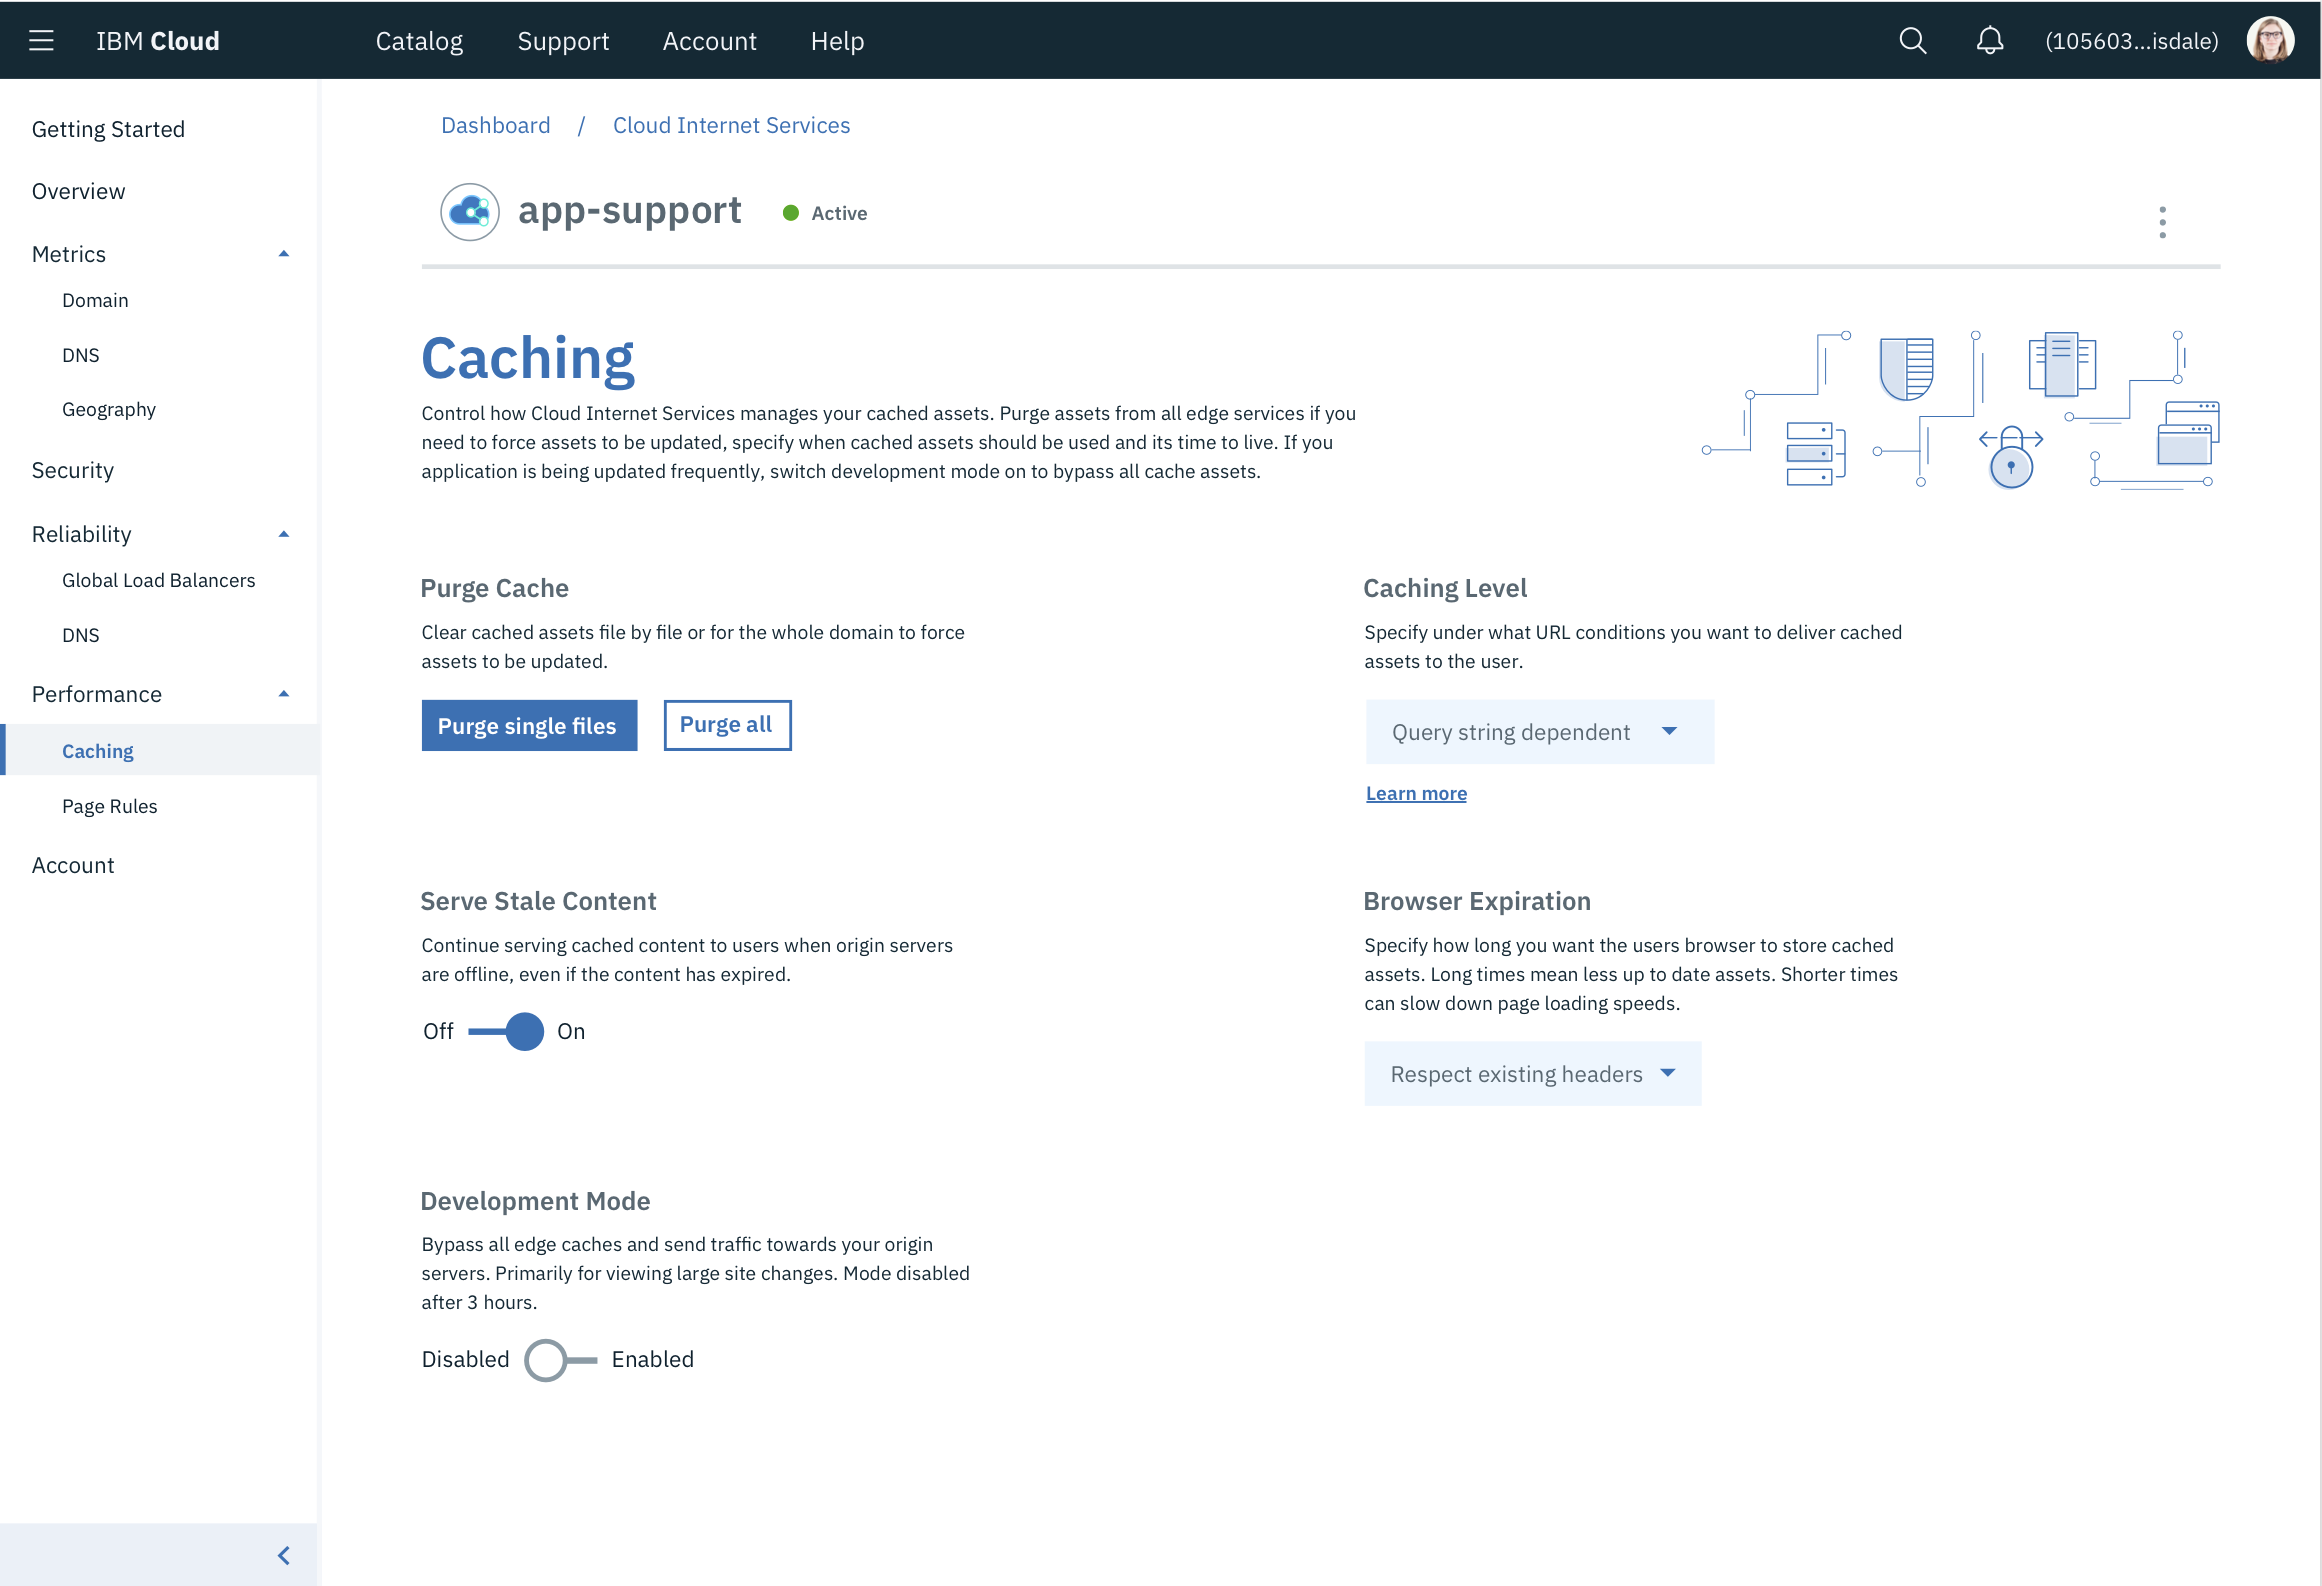 IBM Cloud
Catalog
Support
Account
Help
(105603...isdale)
Getting Started
Overview
Metrics
Domain
DNS
Geography
Security
Reliability
Global Load Balancers
DNS
Performance
Caching
Page Rules
Account
Dashboard / Cloud Internet Services
app-support
Active
Caching
Control how Cloud Internet Services manages your cached assets. Purge assets from all edge services if you
need to force assets to be updated, specify when cached assets should be used and its time to live. If you
application is being updated frequently, switch development mode on to bypass all cache assets.
Purge Cache
Clear cached assets file by file or for the whole domain to force
assets to be updated.
Purge single files
Purge all
Caching Level
Specify under what URL conditions you want to deliver cached
assets to the user.
Query string dependent
Learn more
Serve Stale Content
Continue serving cached content to users when origin servers
are offline, even if the content has expired.
Off
On
Browser Expiration
Specify how long you want the users browser to store cached
assets. Long times mean less up to date assets. Shorter times
can slow down page loading speeds.
Respect existing headers
Development Mode
Bypass all edge caches and send traffic towards your origin
servers. Primarily for viewing large site changes. Mode disabled
after 3 hours.
Disabled
Enabled